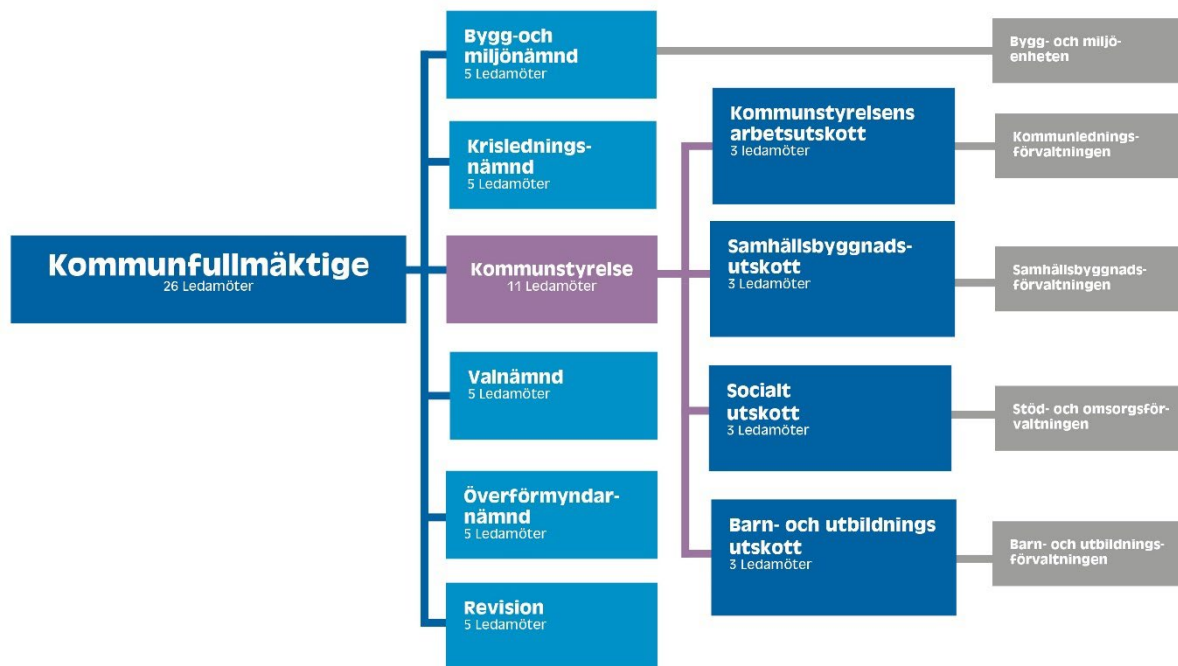 Kommunfullmäktige
26 Ledamöter
Bygg-och
miljönämnd
5 Ledamöter
Krislednings-
nämnd
5 Ledamöter
Kommunstyrelse
11 Ledamöter
Valnämnd
5 Ledamöter
Överförmyndar-
nämnd
5 Ledamöter
Revision
5 Ledamöter
Kommunstyrelsens
arbetsutskott
3 ledamöter
Samhällsbyggnads-
utskott
3 Ledamöter
Socialt
utskott
3 Ledamöter
Barn- och utbildnings
utskott
3 Ledamöter
Bygg- och miljö-
enheten
Kommunlednings-
förvaltningen
Samhällsbyggnads-
förvaltningen
Stöd- och omsorgsför-
valtningen
Barn- och utbildnings-
förvaltningen